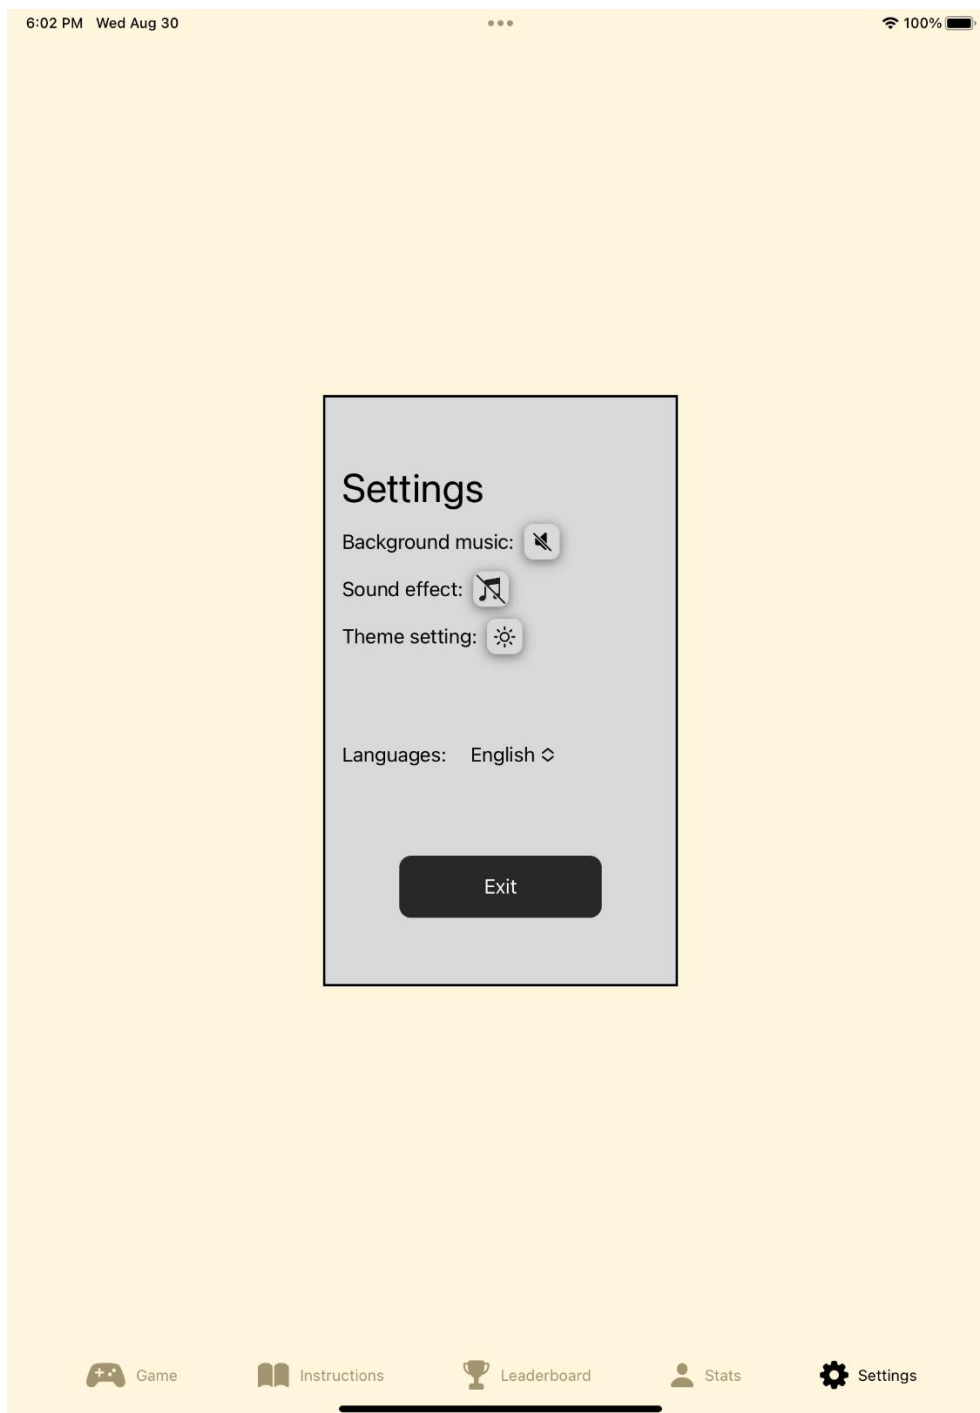 6:02 PM Wed Aug 30
100%
Settings
Background music:
Sound effect:
Theme setting:
Languages: English
Exit
Game Instructions Leaderboard Stats Settings